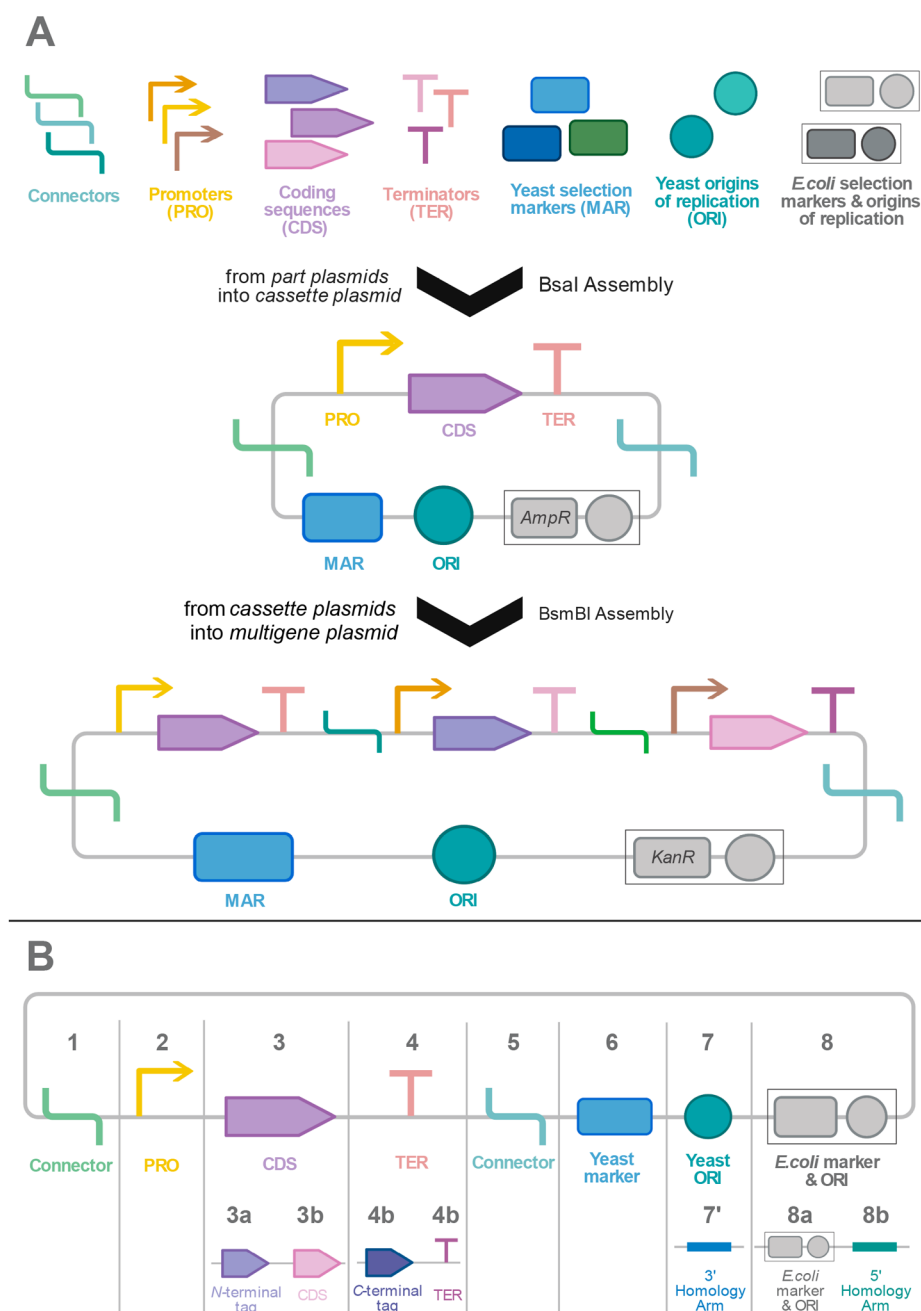 A
Connectors
Promoters
(PRO)
Coding
sequences
(CDS)
Terminators
(TER)
Yeast selection
markers (MAR)
Yeast origins
of replication
(ORI)
E.coli selection
markers & origins
of replication
from part plasmids
into cassette plasmid
BsaI Assembly
PRO
CDS
TER
MAR
ORI
AmpR
from cassette plasmids
into multigene plasmid
BsmBI Assembly
MAR
ORI
KanR
B
1
2
3
4
5
6
7
8
Connector
PRO
CDS
TER
Connector
Yeast
marker
Yeast
ORI
E.coli marker
& ORI
3a
3b
4b
4b
7'
8a
8b
N-terminal
tag
CDS
C-terminal
tag
TER
3'
Homology
Arm
E.coli
marker
& ORI
5'
Homology
Arm